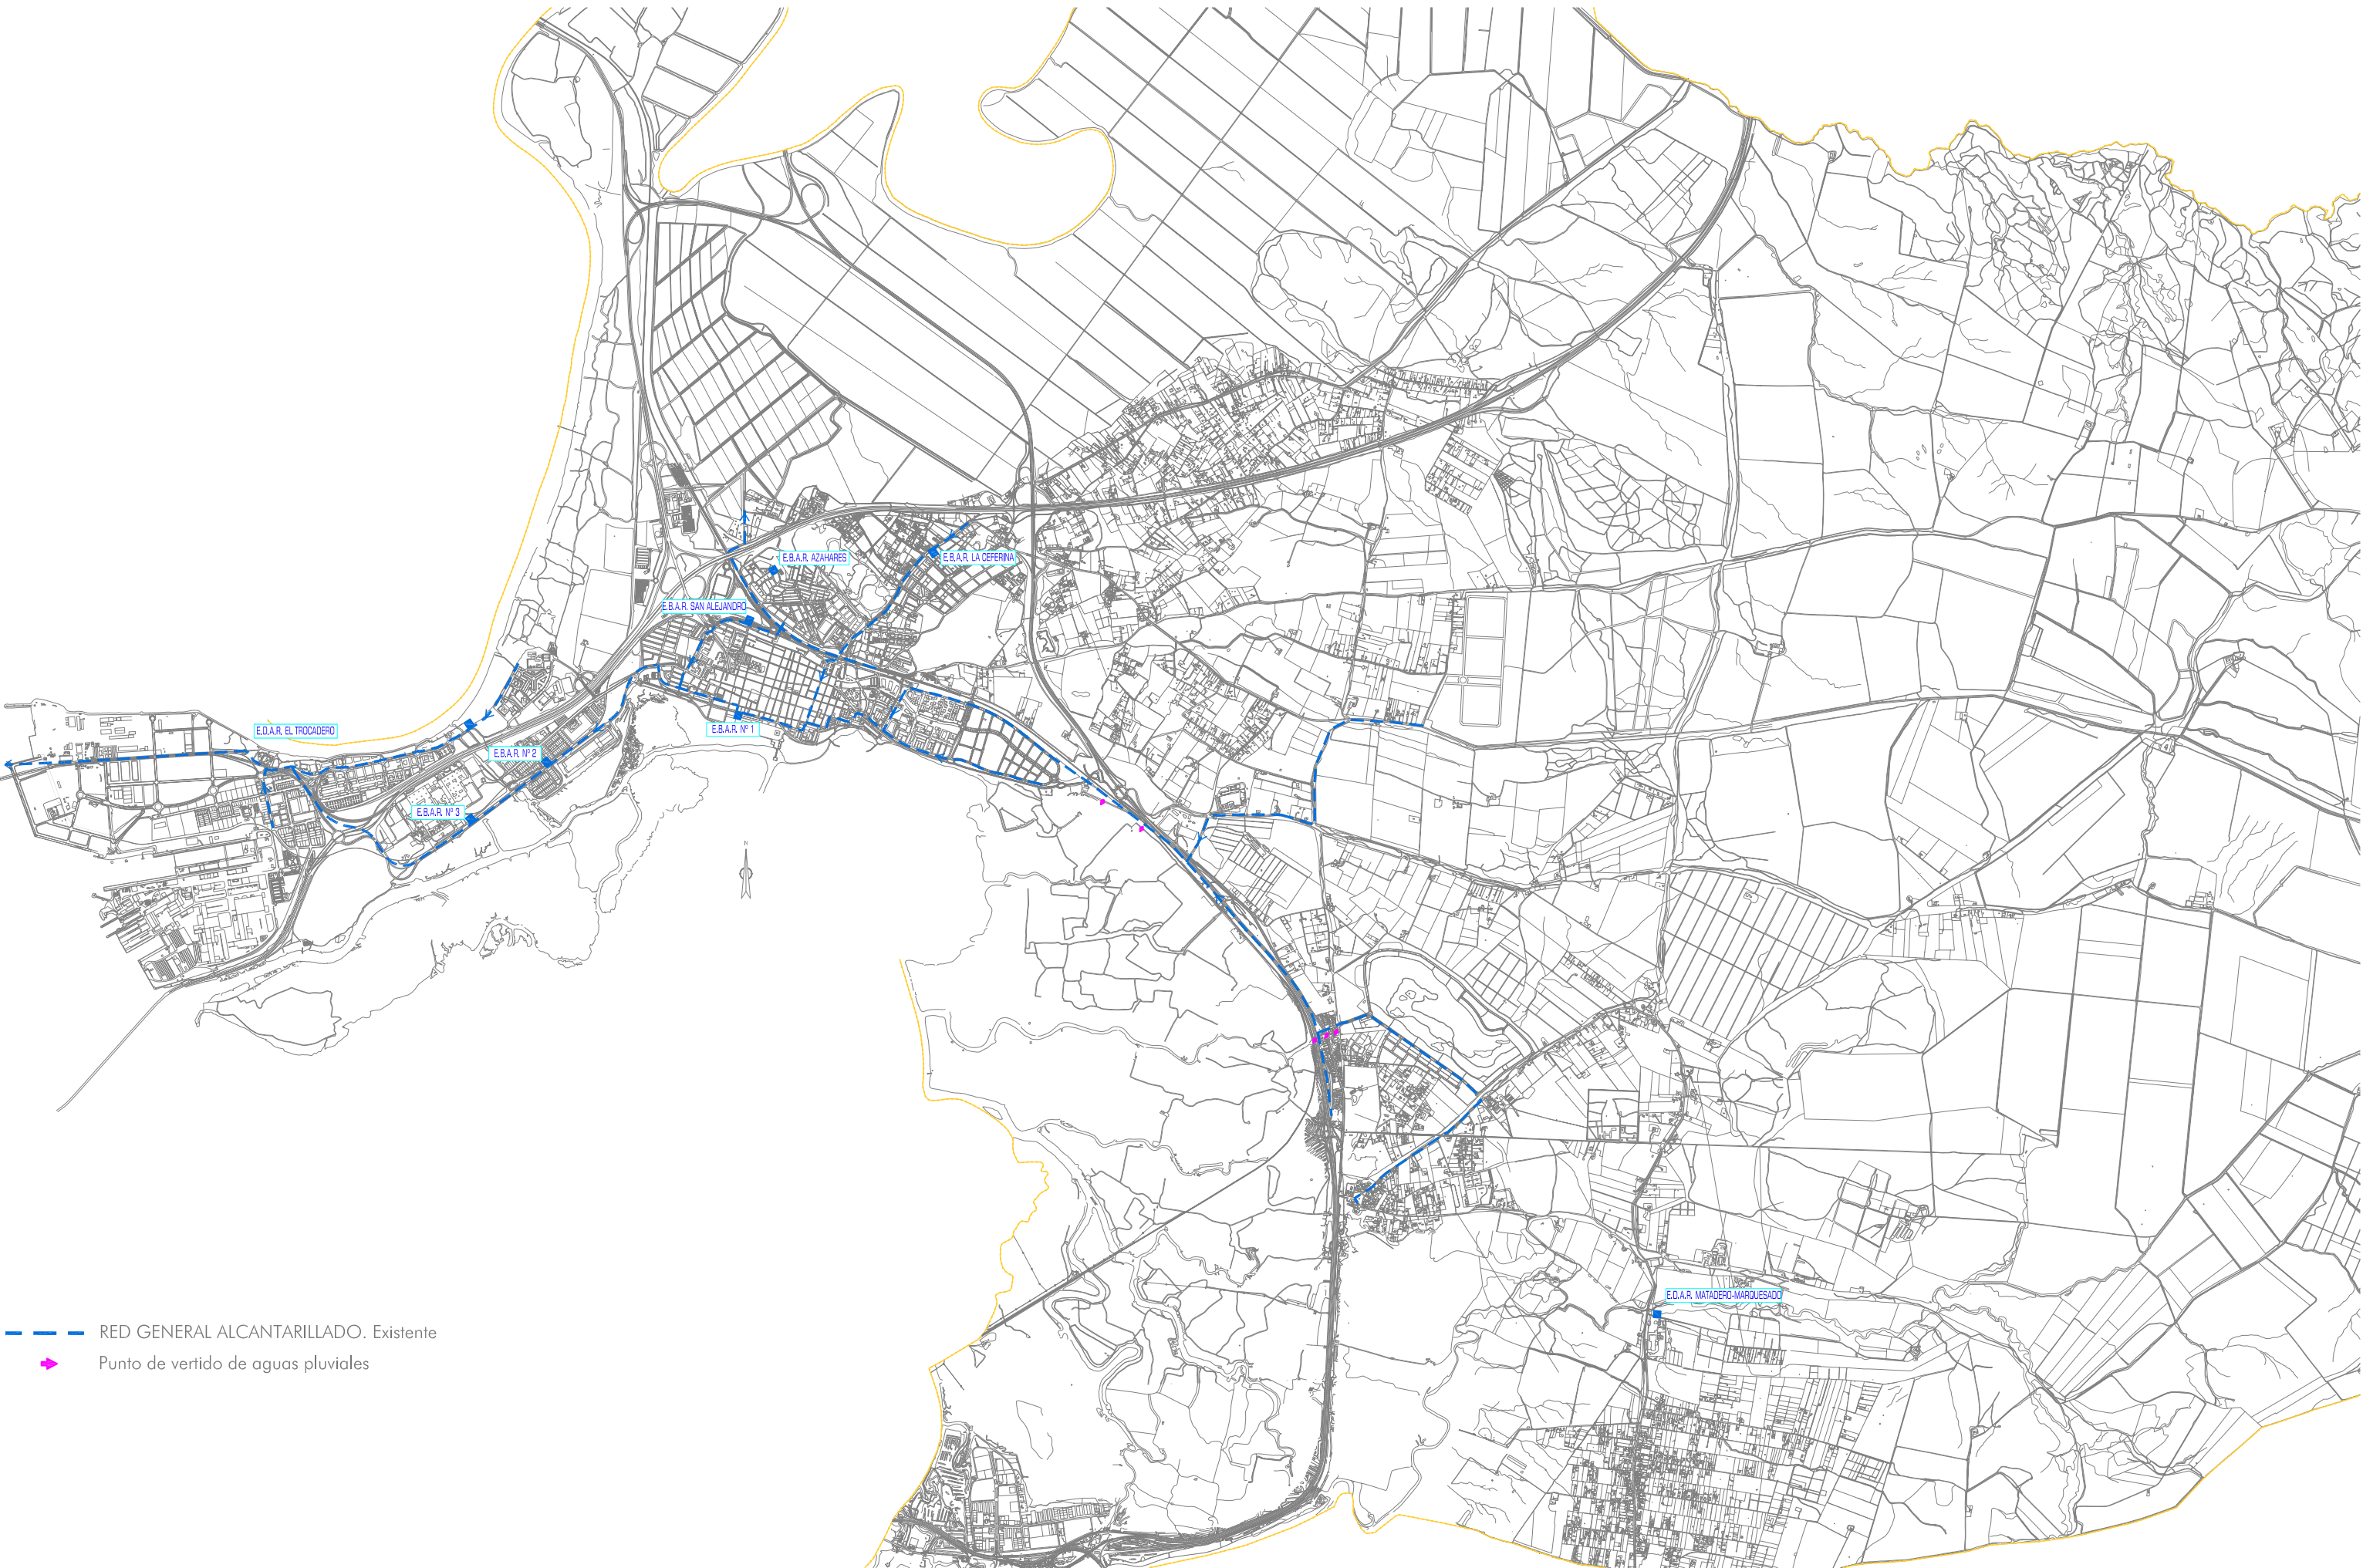 E.B.A.R. AZAHARES
E.B.A.R. LA CEFERINA
E.B.A.R. SAN ALEJANDRO
E.B.A.R. Nº 1
E.D.A.R. EL TROCADERO
E.B.A.R. Nº 2
E.B.A.R. Nº 3
N
E.D.A.R. MATADERO-MARQUESADO
RED GENERAL ALCANTARILLADO. Existente
Punto de vertido de aguas pluviales